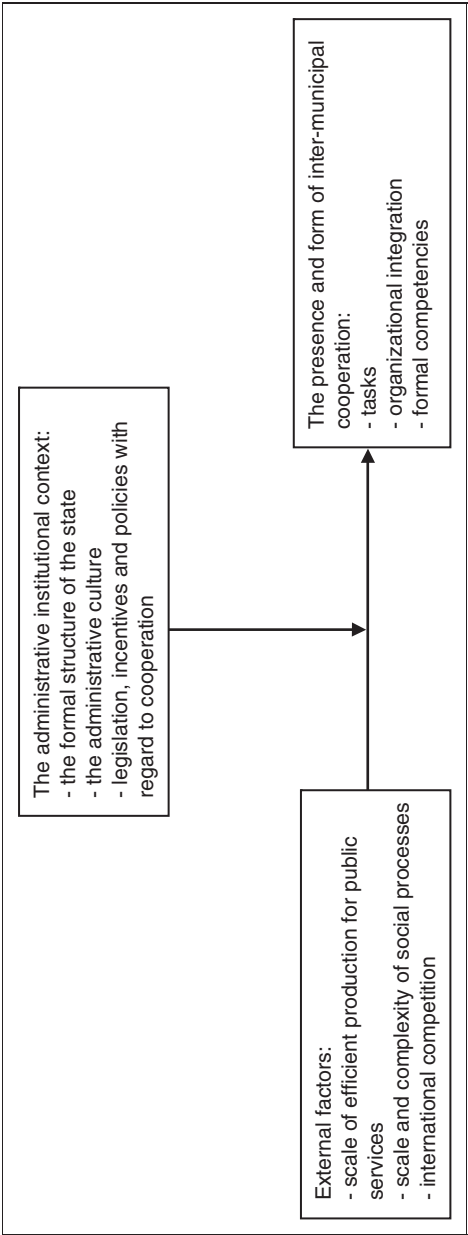 The administrative institutional context:
- the formal structure of the state
- the administrative culture
- legislation, incentives and policies with
regard to cooperation
External factors:
- scale of efficient production for public
services
- scale and complexity of social processes
- international competition
The presence and form of inter-municipal
cooperation:
- tasks
- organizational integration
- formal competencies